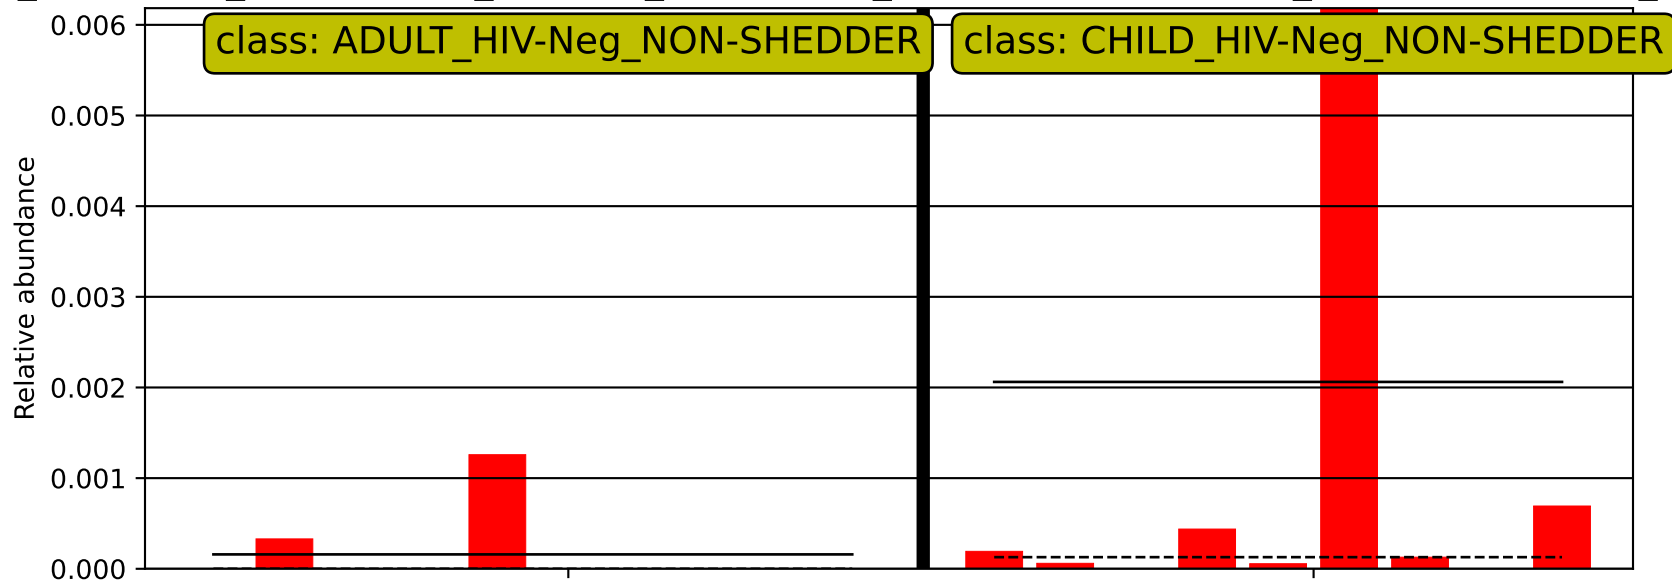 class: ADULT_HIV-Neg_NON-SHEDDER
class: CHILD_HIV-Neg_NON-SHEDDER
0.006
0.005
0.004
0.003
0.002
0.001
0.000
Relative abundance